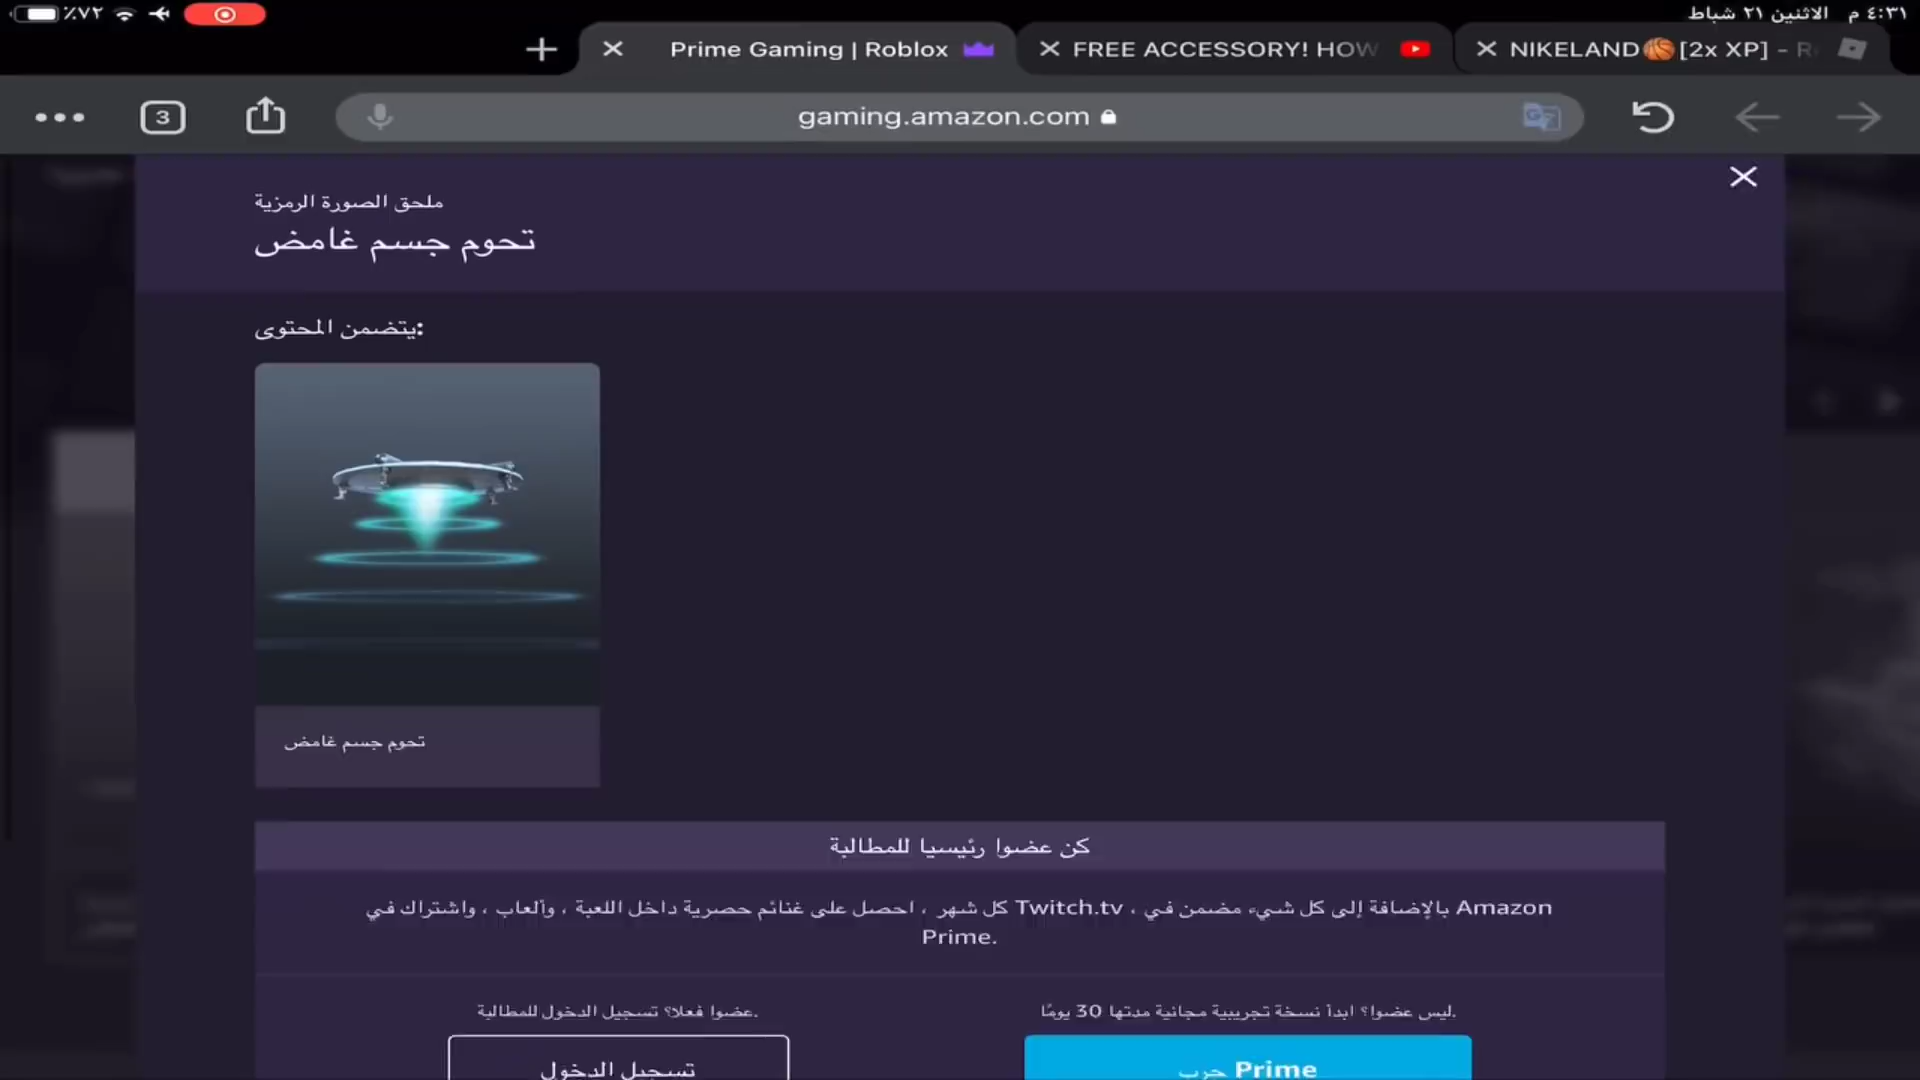 ٪٧٢
٤:٣١ م الاثنين ٢١ شباط
Prime Gaming | Roblox
FREE ACCESSORY! HOW
NIKELAND🏀[2x XP] - R
3
gaming.amazon.com
ملحق الصورة الرمزية
تحوم جسم غامض
يتضمن المحتوى:
تحوم جسم غامض
كن عضوا رئيسيا للمطالبة
Amazon بالإضافة إلى كل شيء مضمن في ، Twitch.tv كل شهر ، احصل على غنائم حصرية داخل اللعبة ، وألعاب ، واشتراك في
Prime.
ليس عضوا؟ ابدأ نسخة تجريبية مجانية مدتها 30 يومًا.
عضوا فعلا؟ تسجيل الدخول للمطالبة.
جرب Prime
تسجيل الدخول